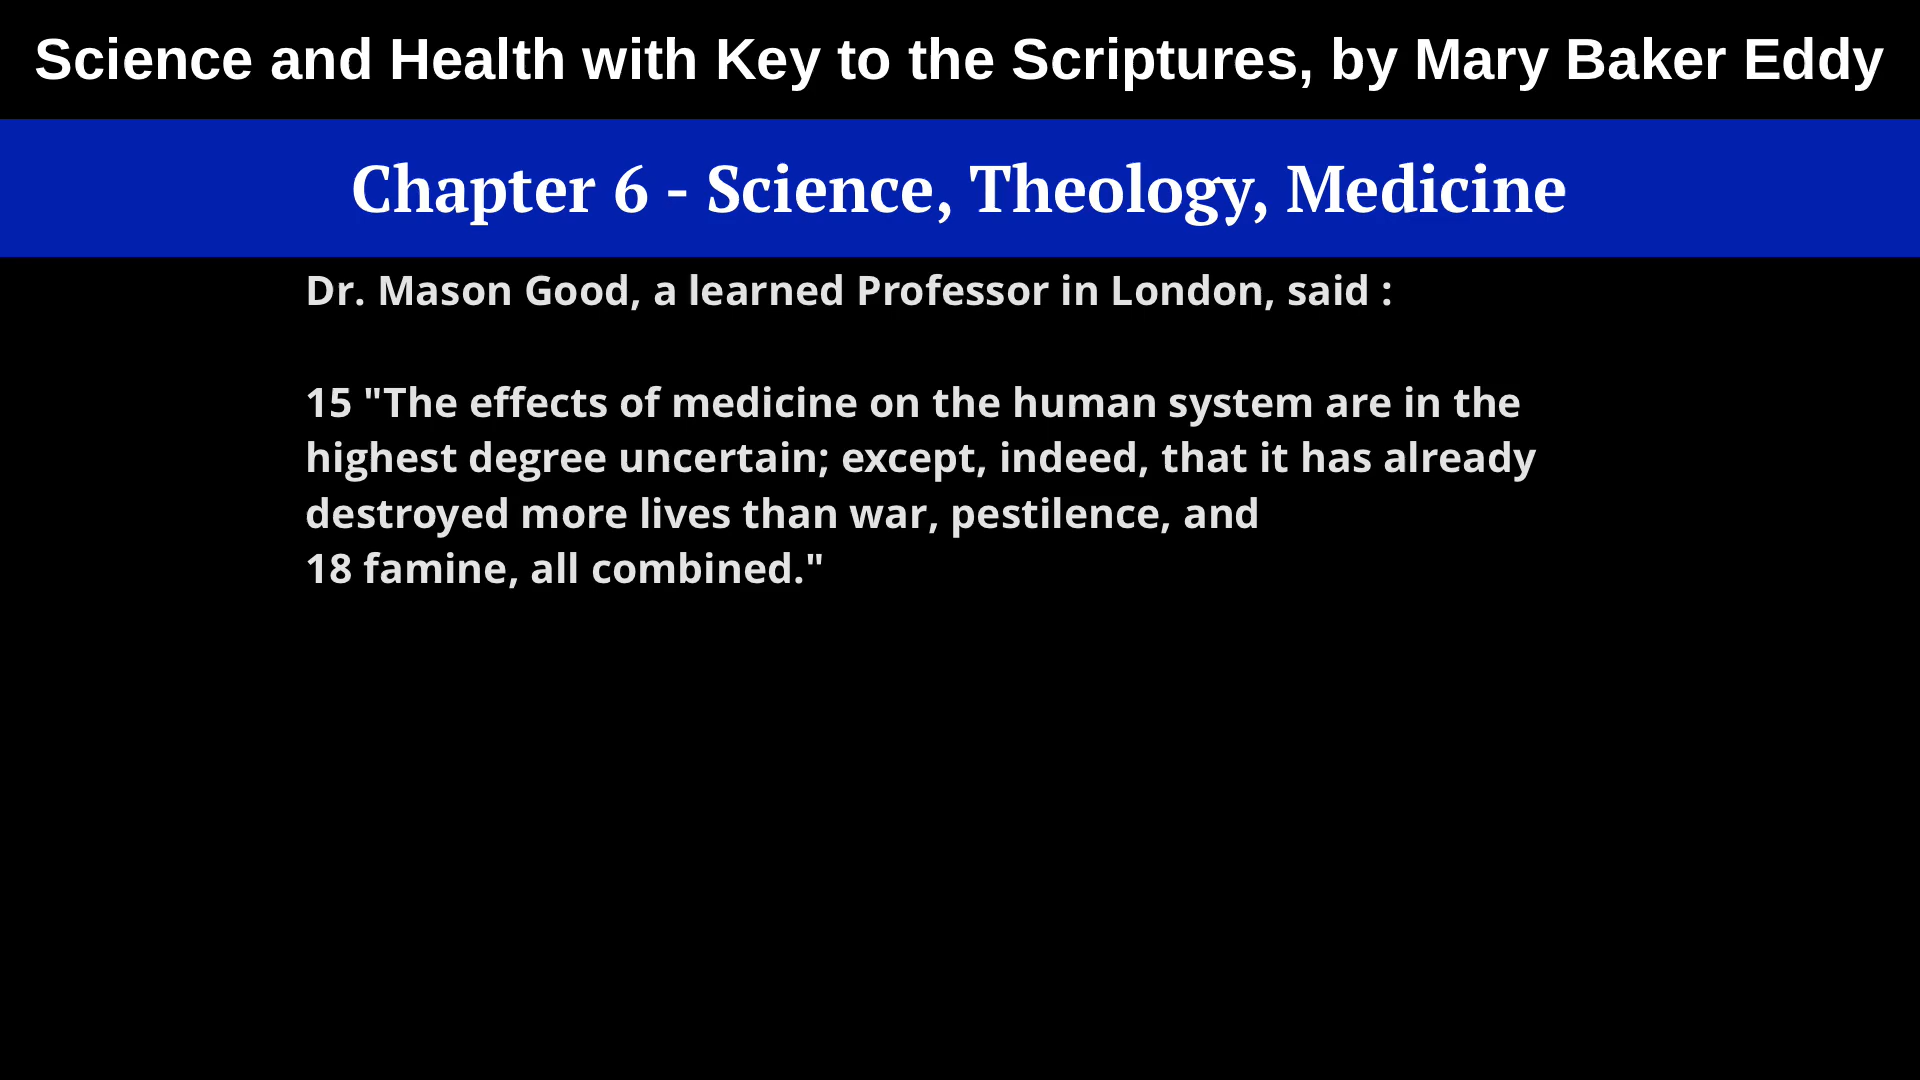 Science and Health with Key to the Scriptures, by Mary Baker Eddy
Chapter 6 - Science, Theology, Medicine
Dr. Mason Good, a learned Professor in London, said :
15 "The effects of medicine on the human system are in the
highest degree uncertain; except, indeed, that it has already
destroyed more lives than war, pestilence, and
18 famine, all combined."